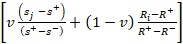 [v (s_j − s^+)/(s^+ − s^−) + (1 − v) (R_i − R^+)/(R^+ − R^−)]